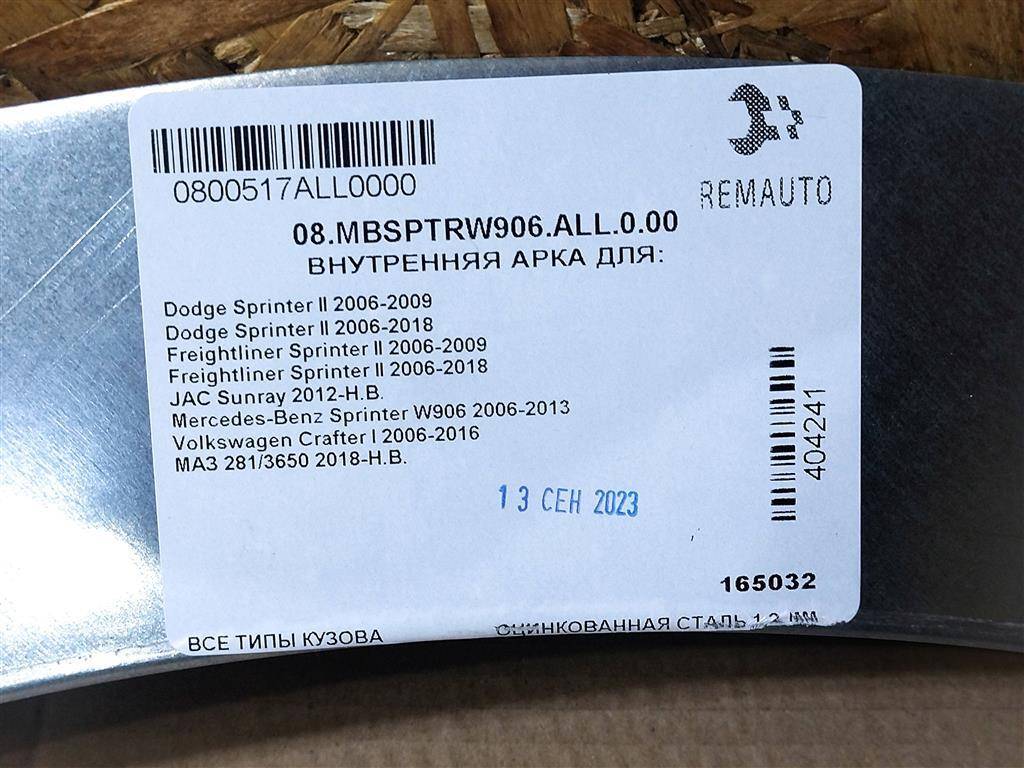 0800517ALL0000
REMAUTO
08.MBSPTRW906.ALL.0.00
ВНУТРЕННЯЯ АРКА ДЛЯ:
Dodge Sprinter II 2006-2009
Dodge Sprinter II 2006-2018
Freightliner Sprinter II 2006-2009
Freightliner Sprinter II 2006-2018
JAC Sunray 2012-Н.В.
Mercedes-Benz Sprinter W906 2006-2013
Volkswagen Crafter I 2006-2016
МАЗ 281/3650 2018-Н.В.
404241
13 СЕН 2023
165032
ВСЕ ТИПЫ КУЗОВА
ОЦИНКОВАННАЯ СТАЛЬ 1,2 ММ